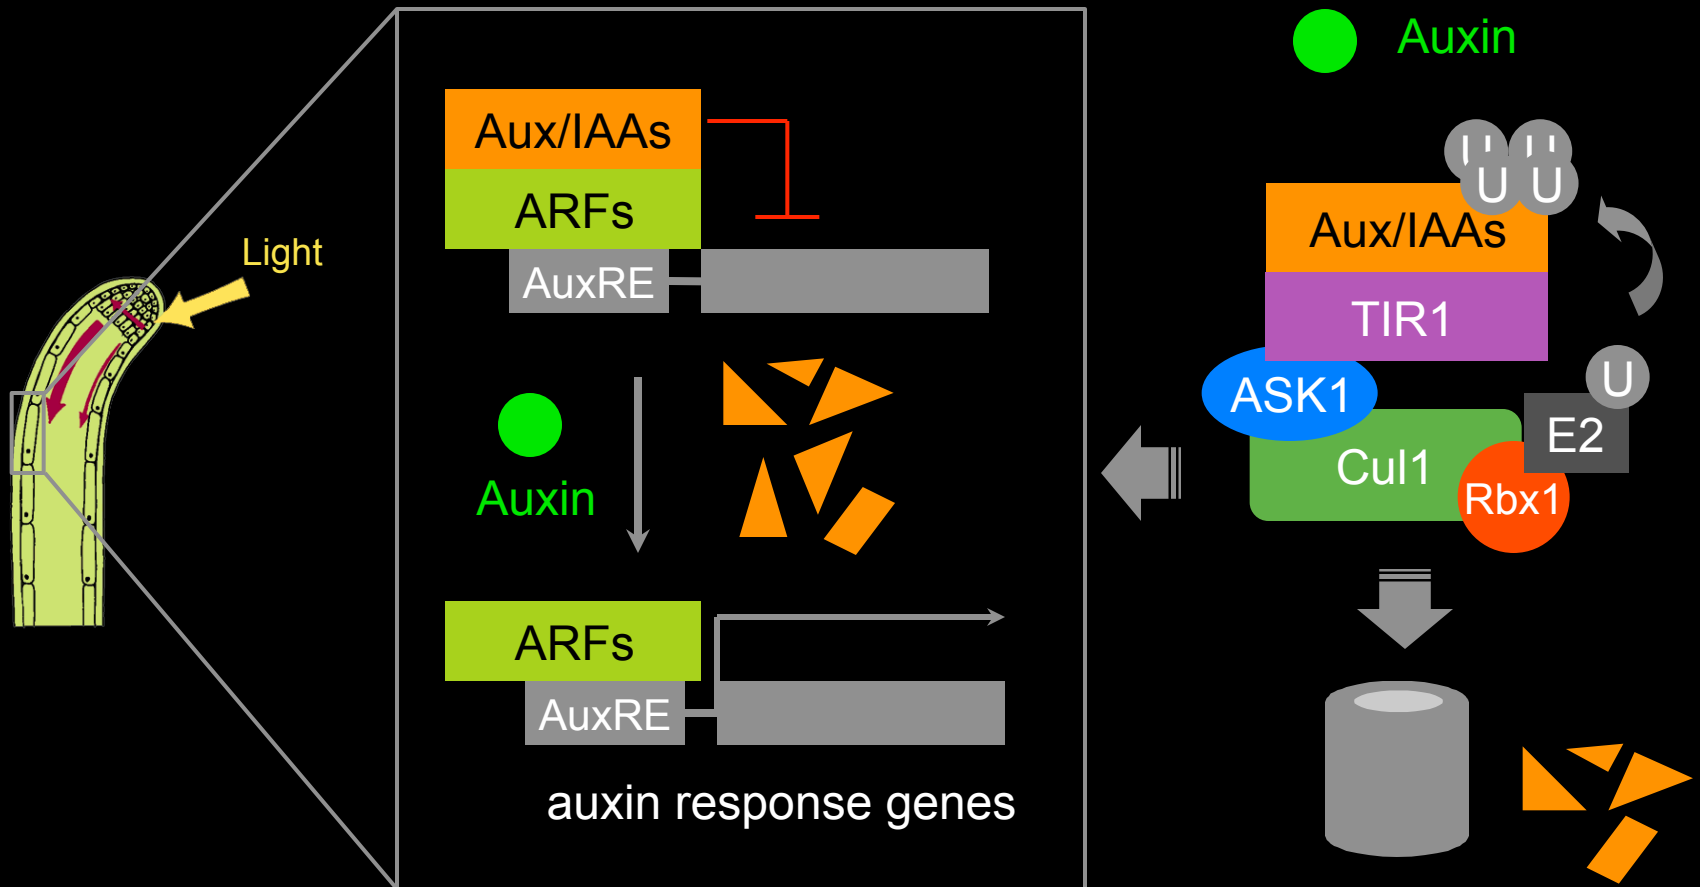 Light
Aux/IAAs
ARFs
AuxRE
Auxin
ARFs
AuxRE
auxin response genes
Auxin
U U
U U
Aux/IAAs
TIR1
ASK1
U
E2
Cul1
Rbx1